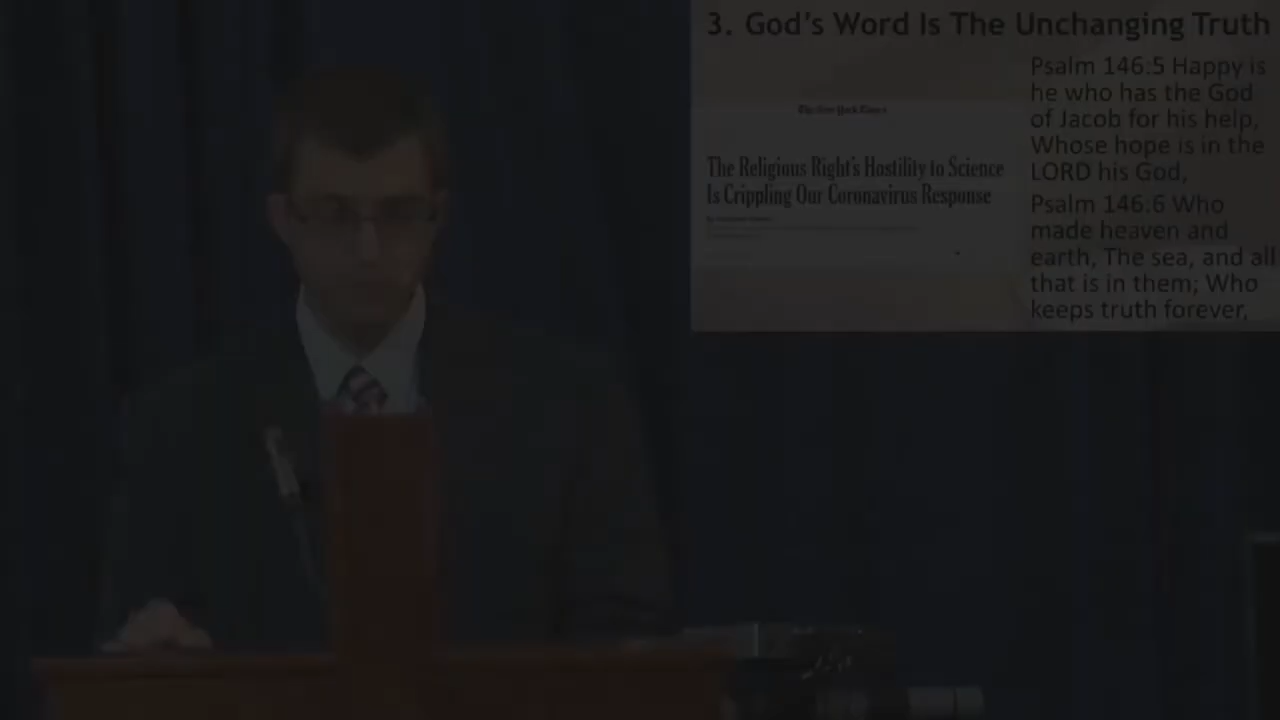 3. God's Word Is The Unchanging Truth
The New York Times
The Religious Right's Hostility to Science
Is Crippling Our Coronavirus Response
Psalm 146:5 Happy is
he who has the God
of Jacob for his help,
Whose hope is in the
LORD his God,
Psalm 146:6 Who
made heaven and
earth, The sea, and all
that is in them; Who
keeps truth forever,